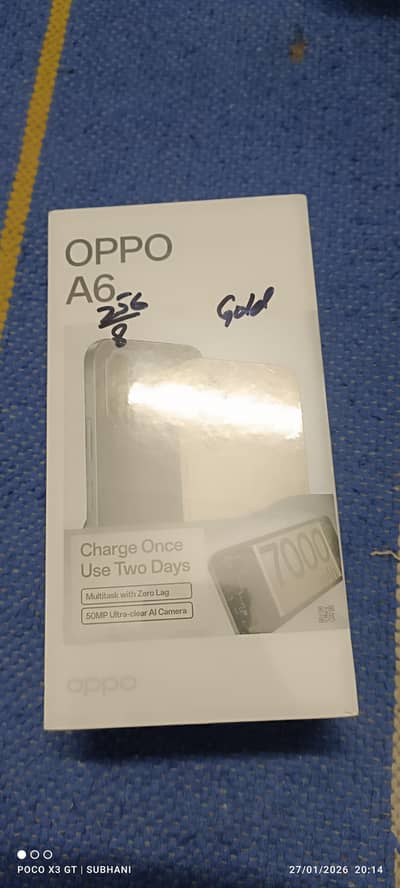 OPPO
A6
256
8
Gold
Charge Once
Use Two Days
Multitask with Zero Lag
50MP Ultra-clear AI Camera
7000
oppo
POCO X3 GT | SUBHANI
27/01/2026 20:14